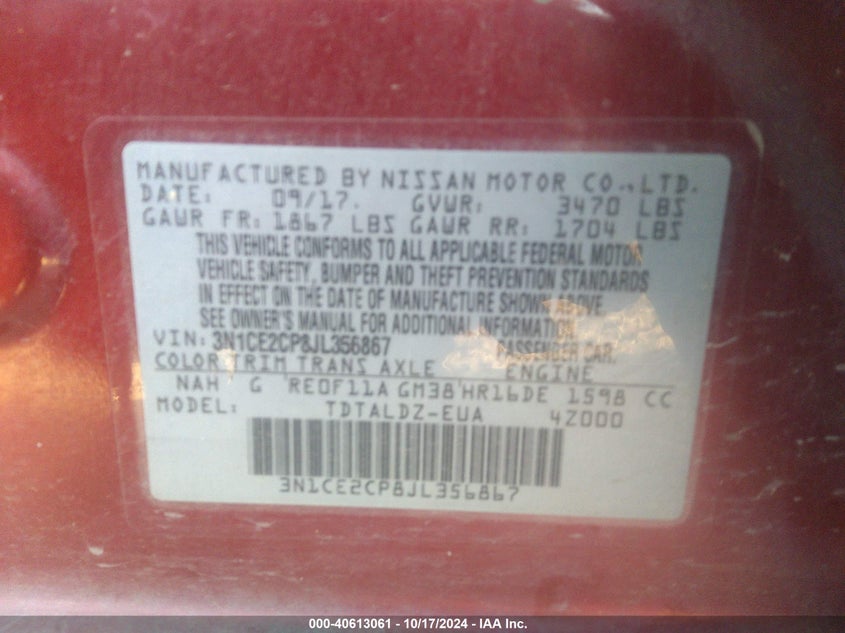 MANUFACTURED BY NISSAN MOTOR CO.,LTD.
DATE: 09/17. GVWR: 3470 LBS
GAWR FR: 1867 LBS GAWR RR: 1704 LBS
THIS VEHICLE CONFORMS TO ALL APPLICABLE FEDERAL MOTOR
VEHICLE SAFETY, BUMPER AND THEFT PREVENTION STANDARDS
IN EFFECT ON THE DATE OF MANUFACTURE SHOWN ABOVE.
SEE OWNER'S MANUAL FOR ADDITIONAL INFORMATION.
VIN: 3N1CE2CP8JL356867 PASSENGER CAR.
COLOR TRIM TRANS AXLE ENGINE
NAH G RE0F11A GM38 HR16DE 1598 CC
MODEL: TDTALDZ-EUA 4Z000
3N1CE2CP8JL356867
000-40613061 - 10/17/2024 - IAA Inc.